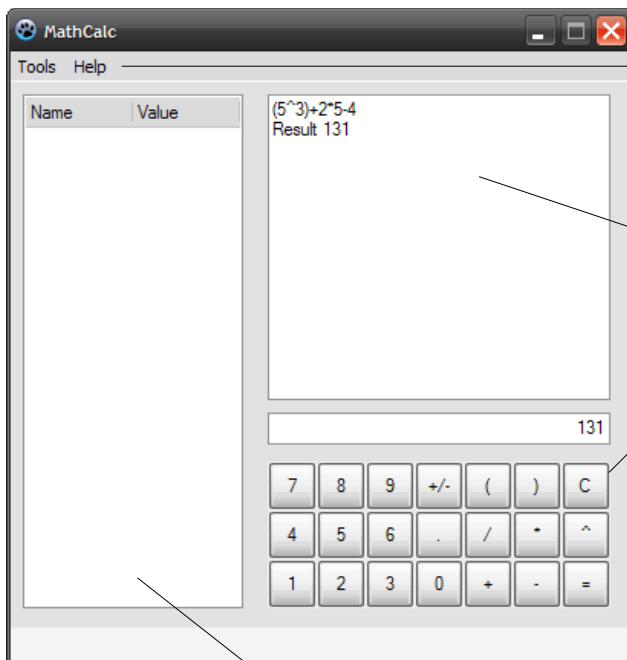 MathCalc
Tools Help
Name Value
(5^3)+2*5-4
Result 131
131
7 8 9 +/- ( ) C
4 5 6 . / * ^
1 2 3 0 + - =